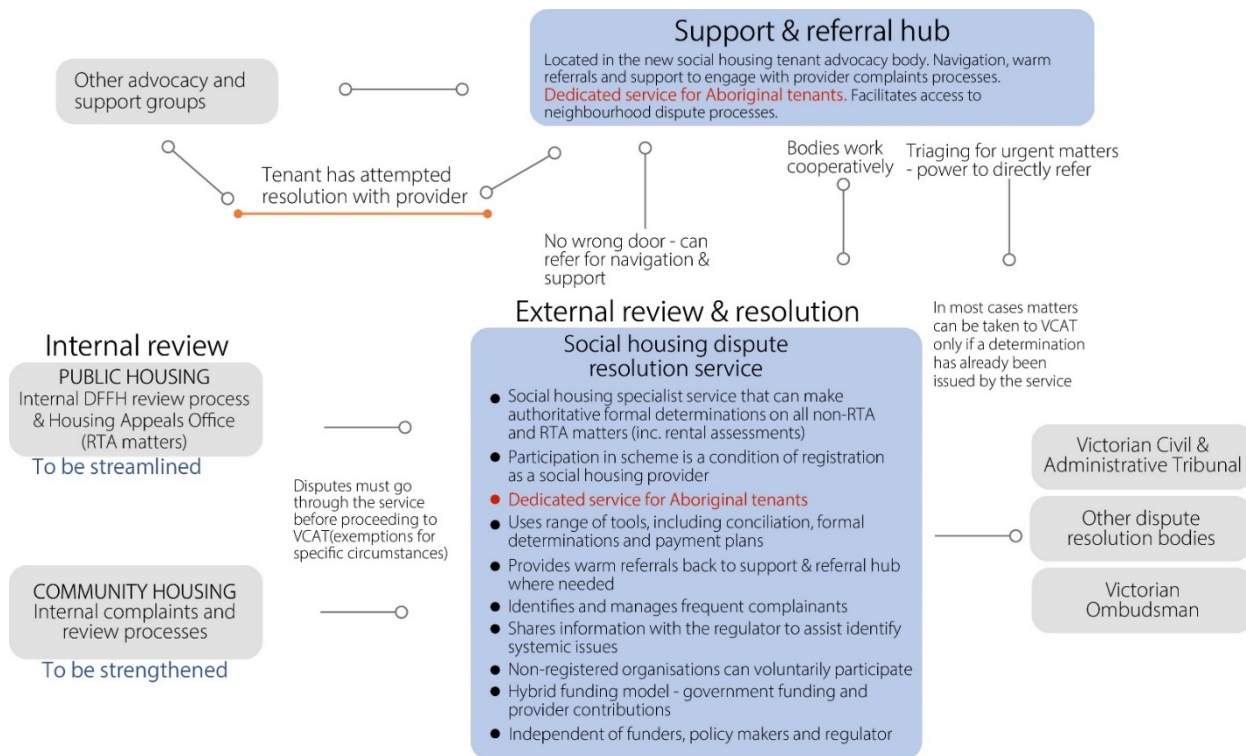 Support & referral hub
Located in the new social housing tenant advocacy body. Navigation, warm
referrals and support to engage with provider complaints processes.
Dedicated service for Aboriginal tenants. Facilitates access to
neighbourhood dispute processes.
Other advocacy and
support groups
Tenant has attempted
resolution with provider
No wrong door - can
refer for navigation &
support
Bodies work
cooperatively
Triaging for urgent matters
- power to directly refer
In most cases matters
can be taken to VCAT
only if a determination
has already been
issued by the service
Internal review
PUBLIC HOUSING
Internal DFFH review process
& Housing Appeals Office
(RTA matters)
To be streamlined
COMMUNITY HOUSING
Internal complaints and
review processes
To be strengthened
Disputes must go
through the service
before proceeding to
VCAT(exemptions for
specific circumstances)
External review & resolution
Social housing dispute
resolution service
● Social housing specialist service that can make
authoritative formal determinations on all non-RTA
and RTA matters (inc. rental assessments)
● Participation in scheme is a condition of registration
as a social housing provider
● Dedicated service for Aboriginal tenants
● Uses range of tools, including conciliation, formal
determinations and payment plans
● Provides warm referrals back to support & referral hub
where needed
● Identifies and manages frequent complainants
● Shares information with the regulator to assist identify
systemic issues
● Non-registered organisations can voluntarily participate
● Hybrid funding model - government funding and
provider contributions
● Independent of funders, policy makers and regulator
Victorian Civil &
Administrative Tribunal
Other dispute
resolution bodies
Victorian
Ombudsman